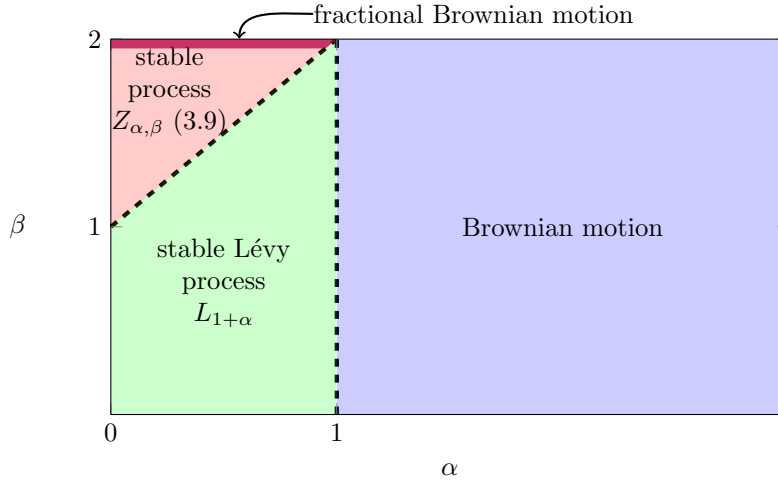 fractional Brownian motion
2
stable
process
Z_{α,β} (3.9)
β
1
Brownian motion
stable Lévy
process
L_{1+α}
0
1
α